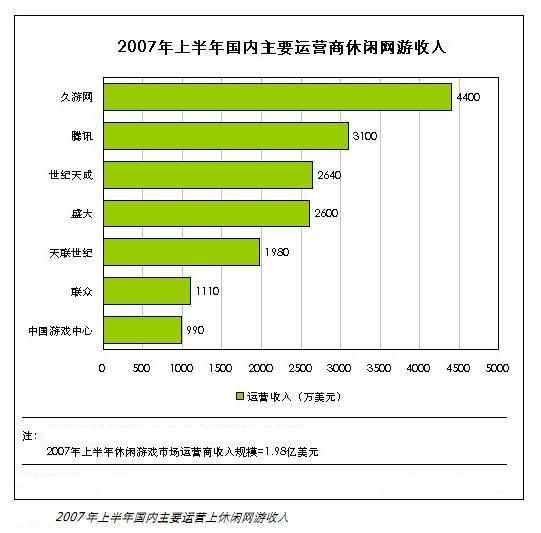 2007年上半年国内主要运营商休闲网游收入
久游网 4400
腾讯 3100
世纪天成 2640
盛大 2600
天联世纪 1980
联众 1110
中国游戏中心 990
0 500 1000 1500 2000 2500 3000 3500 4000 4500 5000
运营收入（万美元）
注：
2007年上半年休闲游戏市场运营商收入规摸=1.98亿美元
2007年上半年国内主要运营上休闲网游收入